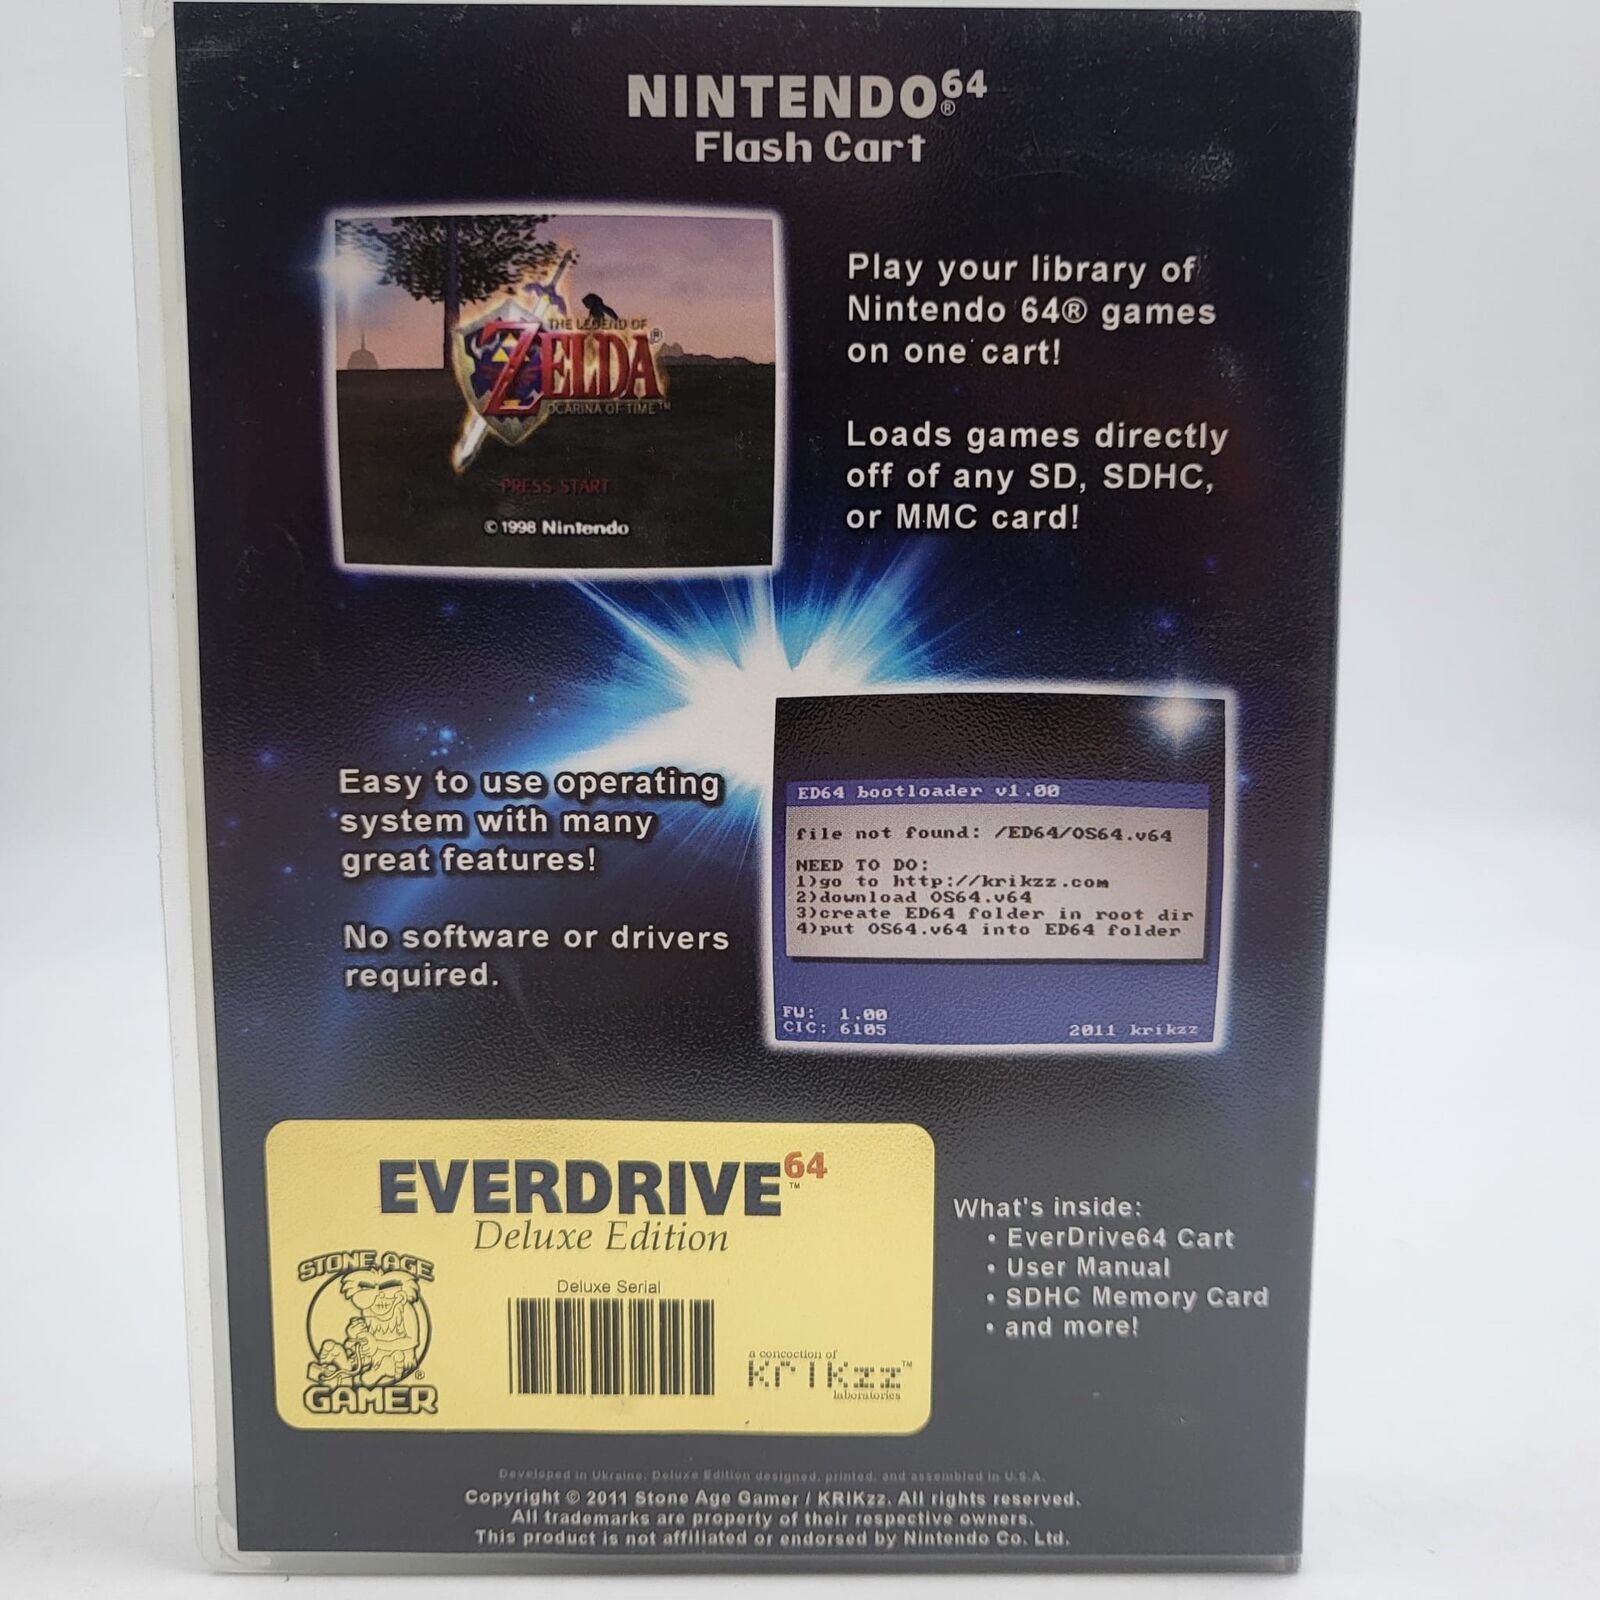 NINTENDO64®
Flash Cart
THE LEGEND OF
ZELDA®
OCARINA OF TIME™
PRESS START
© 1998 Nintendo
Play your library of
Nintendo 64® games
on one cart!
Loads games directly
off of any SD, SDHC,
or MMC card!
Easy to use operating
system with many
great features!
No software or drivers
required.
ED64 bootloader v1.00
file not found: /ED64/OS64.v64
NEED TO DO:
1)go to http://krikzz.com
2)download OS64.v64
3)create ED64 folder in root dir
4)put OS64.v64 into ED64 folder
FW: 1.00
CIC: 6105
2011 krikzz
EVERDRIVE64™
Deluxe Edition
STONE AGE
GAMER®
Deluxe Serial
a concoction of
KrIKzz™
laboratories
What's inside:
• EverDrive64 Cart
• User Manual
• SDHC Memory Card
• and more!
Developed in Ukraine. Deluxe Edition designed, printed, and assembled in U.S.A.
Copyright © 2011 Stone Age Gamer / KRIKzz. All rights reserved.
All trademarks are property of their respective owners.
This product is not affiliated or endorsed by Nintendo Co. Ltd.